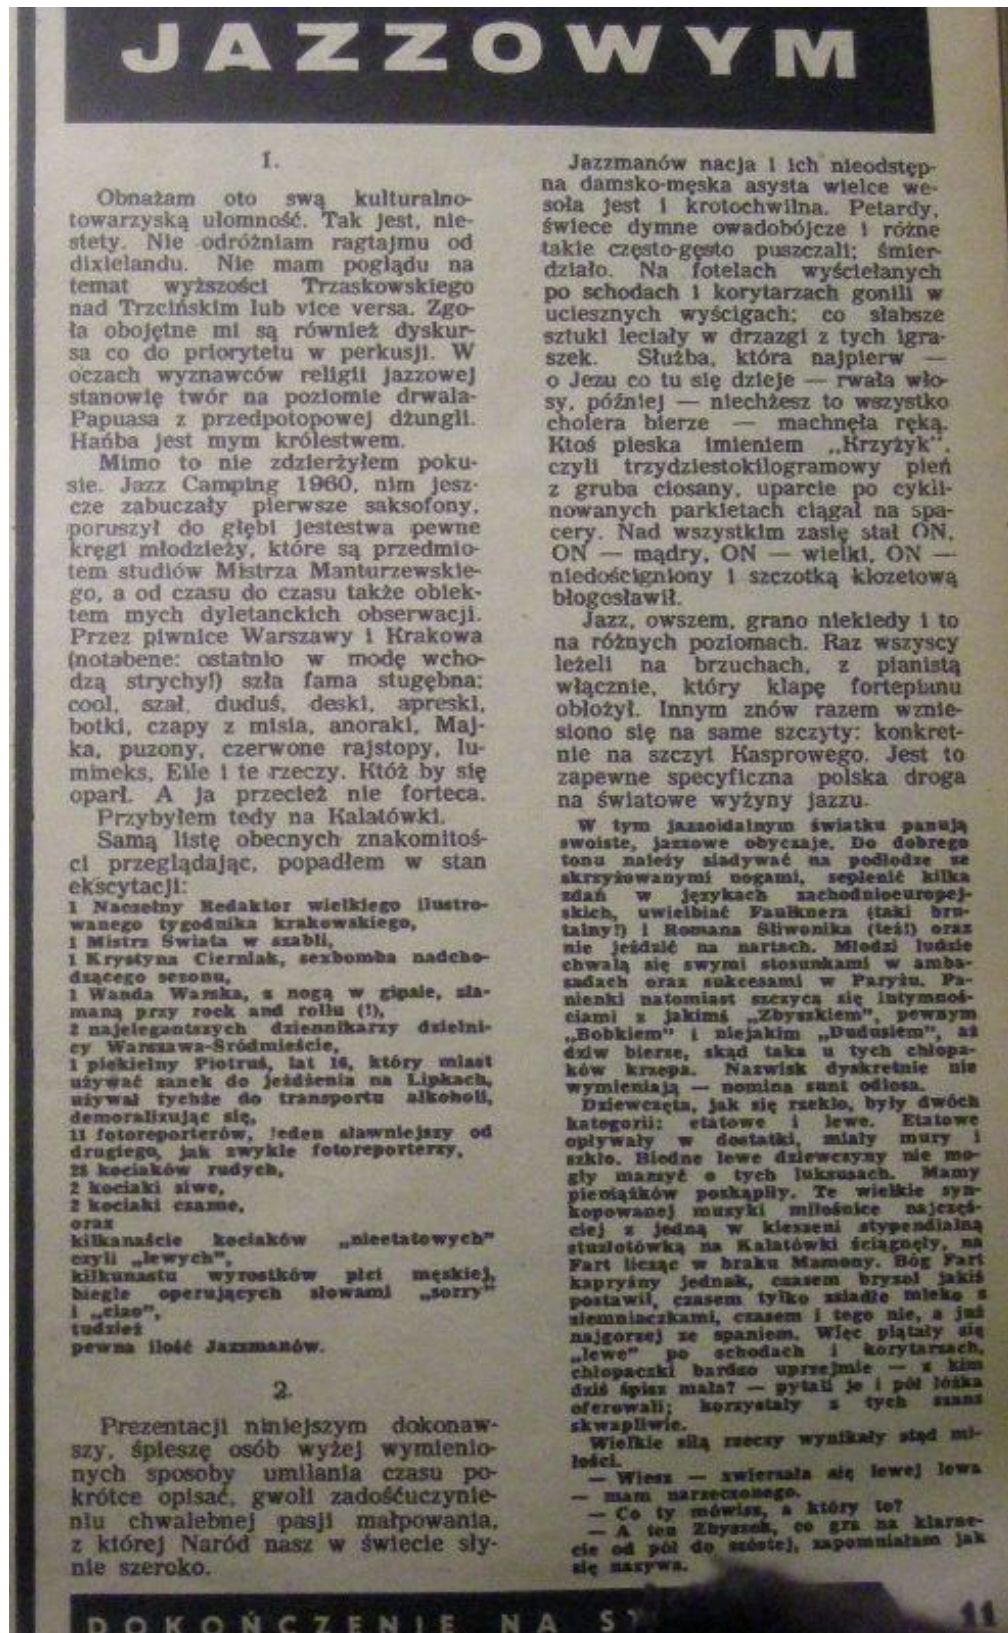 JAZZOWYM
1.
Obnażam oto swą kulturalno-
towarzyską ułomność. Tak jest, nie-
stety. Nie odróżniam ragtajmu od
dixielandu. Nie mam poglądu na
temat wyższości Trzaskowskiego
nad Trzcińskim lub vice versa. Zgo-
ła obojętne mi są również dyskur-
sa co do priorytetu w perkusji. W
oczach wyznawców religii jazzowej
stanowię twór na poziomie drwala-
Papuasa z przedpotopowej dżungli.
Hańba jest mym królestwem.
Mimo to nie zdzierżyłem poku-
sie. Jazz Camping 1960, nim jesz-
cze zabuczały pierwsze saksofony,
poruszył do głębi jestestwa pewne
kręgi młodzieży, które są przedmio-
tem studiów Mistrza Manturzewskie-
go, a od czasu do czasu także obiek-
tem mych dyletanckich obserwacji.
Przez piwnice Warszawy i Krakowa
(notabene: ostatnio w modę wcho-
dzą strychy!) szła fama stugębna:
cool, szał, duduś, deski, apreski,
botki, czapy z misia, anoraki, Maj-
ka, puzony, czerwone rajstopy, lu-
mineks, Elle i te rzeczy. Któż by się
oparł. A ja przecież nie forteca.
Przybyłem tedy na Kalatówki.
Samą listę obecnych znakomitoś-
ci przeglądając, popadłem w stan
ekscytacji:
1 Naczelny Redaktor wielkiego ilustro-
wanego tygodnika krakowskiego,
1 Mistrz Świata w szabli,
1 Krystyna Cierniak, sexbomba nadcho-
dzącego sezonu,
1 Wanda Warska, z nogą w gipsie, zła-
maną przy rock and rollu (!),
2 najelegantszych dziennikarzy dzielni-
cy Warszawa-Śródmieście,
1 piekielny Piotruś, lat 16, który miast
używać sanek do jeżdżenia na Lipkach,
używał tychże do transportu alkoholi,
demoralizując się,
11 fotoreporterów, jeden sławniejszy od
drugiego, jak zwykle fotoreporterzy,
28 kociaków rudych,
2 kociaki siwe,
2 kociaki czarne,
oraz
kilkanaście kociaków „nieetatowych”
czyli „lewych”,
kilkunastu wyrostków płci męskiej,
biegle operujących słowami „sorry”
i „ciao”,
tudzież
pewna ilość Jazzmanów.
2.
Prezentacji niniejszym dokonaw-
szy, śpieszę osób wyżej wymienio-
nych sposoby umilania czasu po-
krótce opisać, gwoli zadośćuczynie-
niu chwalebnej pasji małpowania,
z której Naród nasz w świecie sły-
nie szeroko.
Jazzmanów nacja i ich nieodstęp-
na damsko-męska asysta wielce we-
soła jest i krotochwilna. Petardy,
świece dymne owadobójcze i różne
takie często-gęsto puszczali; śmier-
działo. Na fotelach wyściełanych
po schodach i korytarzach gonili w
uciesznych wyścigach; co słabsze
sztuki leciały w drzazgi z tych igra-
szek. Służba, która najpierw —
o Jezu co tu się dzieje — rwała wło-
sy, później — niechżesz to wszystko
cholera bierze — machnęła ręką.
Ktoś pieska imieniem „Krzyżyk”,
czyli trzydziestokilogramowy pień
z gruba ciosany, uparcie po cykli-
nowanych parkietach ciągał na spa-
cery. Nad wszystkim zasię stał ON,
ON — mądry, ON — wielki, ON —
niedościgniony i szczotką klozetową
błogosławił.
Jazz, owszem, grano niekiedy i to
na różnych poziomach. Raz wszyscy
leżeli na brzuchach, z pianistą
włącznie, który klapę fortepianu
obłożył. Innym znów razem wznie-
siono się na same szczyty: konkret-
nie na szczyt Kasprowego. Jest to
zapewne specyficzna polska droga
na światowe wyżyny jazzu.
W tym jazzoidalnym światku panują
swoiste, jazzowe obyczaje. Do dobrego
tonu należy siadywać na podłodze ze
skrzyżowanymi nogami, seplenić kilka
zdań w językach zachodnioeuropej-
skich, uwielbiać Faulknera (taki bru-
talny!) i Romana Śliwonika (też!) oraz
nie jeździć na nartach. Młodzi ludzie
chwalą się swymi stosunkami w amba-
sadach oraz sukcesami w Paryżu. Pa-
nienki natomiast szczycą się intymnoś-
ciami z jakimś „Zbyszkiem”, pewnym
„Bobkiem” i niejakim „Dudusiem”, aż
dziw bierze, skąd taka u tych chłopa-
ków krzepa. Nazwisk dyskretnie nie
wymieniają — nomina sunt odiosa.
Dziewczęta, jak się rzekło, były dwóch
kategorii: etatowe i lewe. Etatowe
opływały w dostatki, miały mury i
szkło. Biedne lewe dziewczyny nie mo-
gły marzyć o tych luksusach. Mamy
pieniążków poskąpiły. Te wielkie syn-
kopowanej muzyki miłośnice najczęś-
ciej z jedną w kieszeni stypendialną
stuzłotówką na Kalatówki ściągnęły, na
Fart licząc w braku Mamony. Bóg Fart
kapryśny jednak, czasem bryzol jakiś
postawił, czasem tylko zsiadłe mleko z
ziemniaczkami, czasem i tego nie, a już
najgorzej ze spaniem. Więc plątały się
„lewe” po schodach i korytarzach,
chłopaczki bardzo uprzejmie — z kim
dziś śpisz mała? — pytali je i pół łóżka
oferowali; korzystały z tych szans
skwapliwie.
Wielkie siłą rzeczy wynikały stąd mi-
łości.
— Wiesz — zwierzała się lewej lewa
— mam narzeczonego.
— Co ty mówisz, a który to?
— A ten Zbyszek, co gra na klarne-
cie od pół do szóstej, zapomniałam jak
się nazywa.
DOKOŃCZENIE NA ST
11